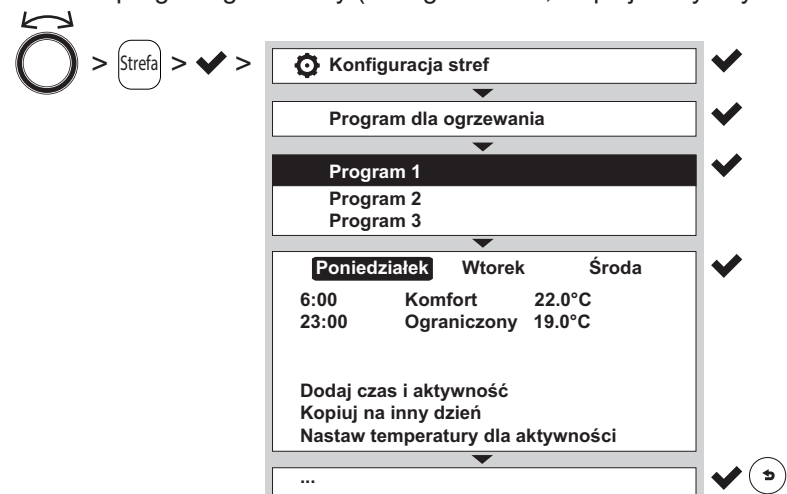 > Strefa > ✔ >
Konfiguracja stref
Program dla ogrzewania
Program 1
Program 2
Program 3
Poniedziałek Wtorek Środa
6:00 Komfort 22.0°C
23:00 Ograniczony 19.0°C
Dodaj czas i aktywność
Kopiuj na inny dzień
Nastaw temperatury dla aktywności
...